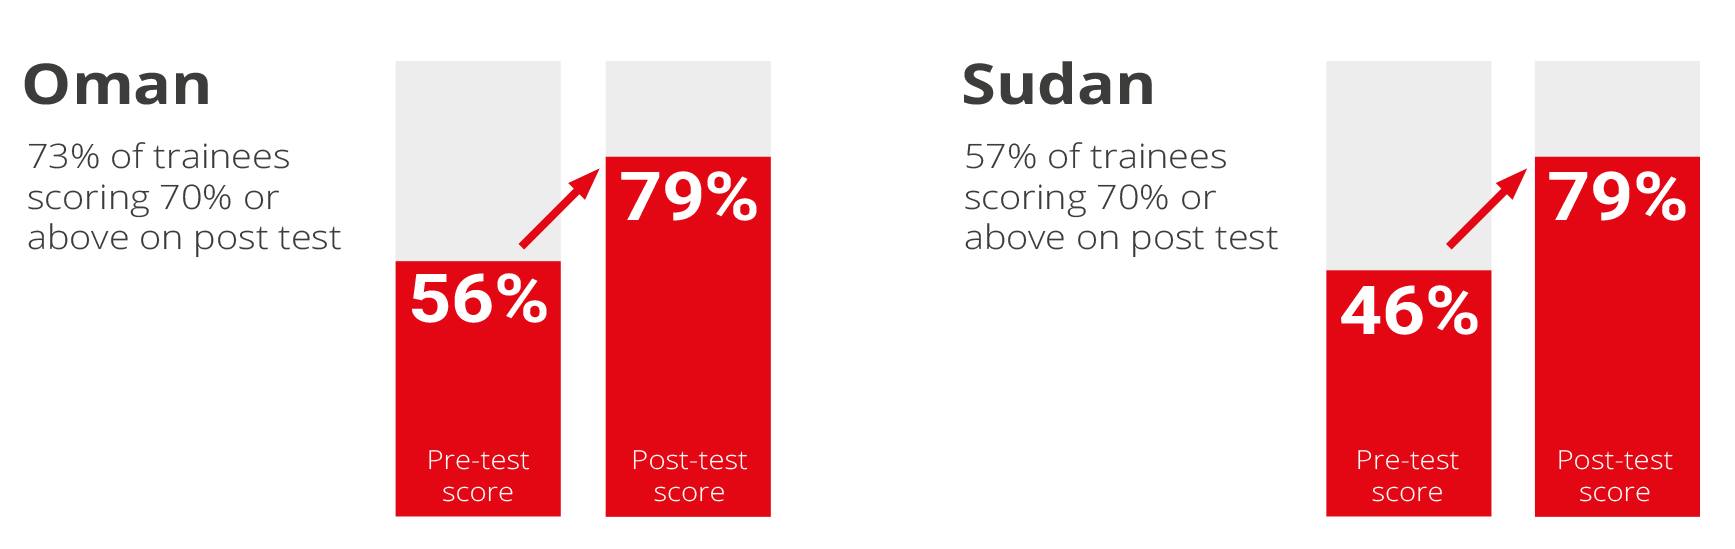 Oman
73% of trainees
scoring 70% or
above on post test
56%
Pre-test
score
79%
Post-test
score
Sudan
57% of trainees
scoring 70% or
above on post test
46%
Pre-test
score
79%
Post-test
score